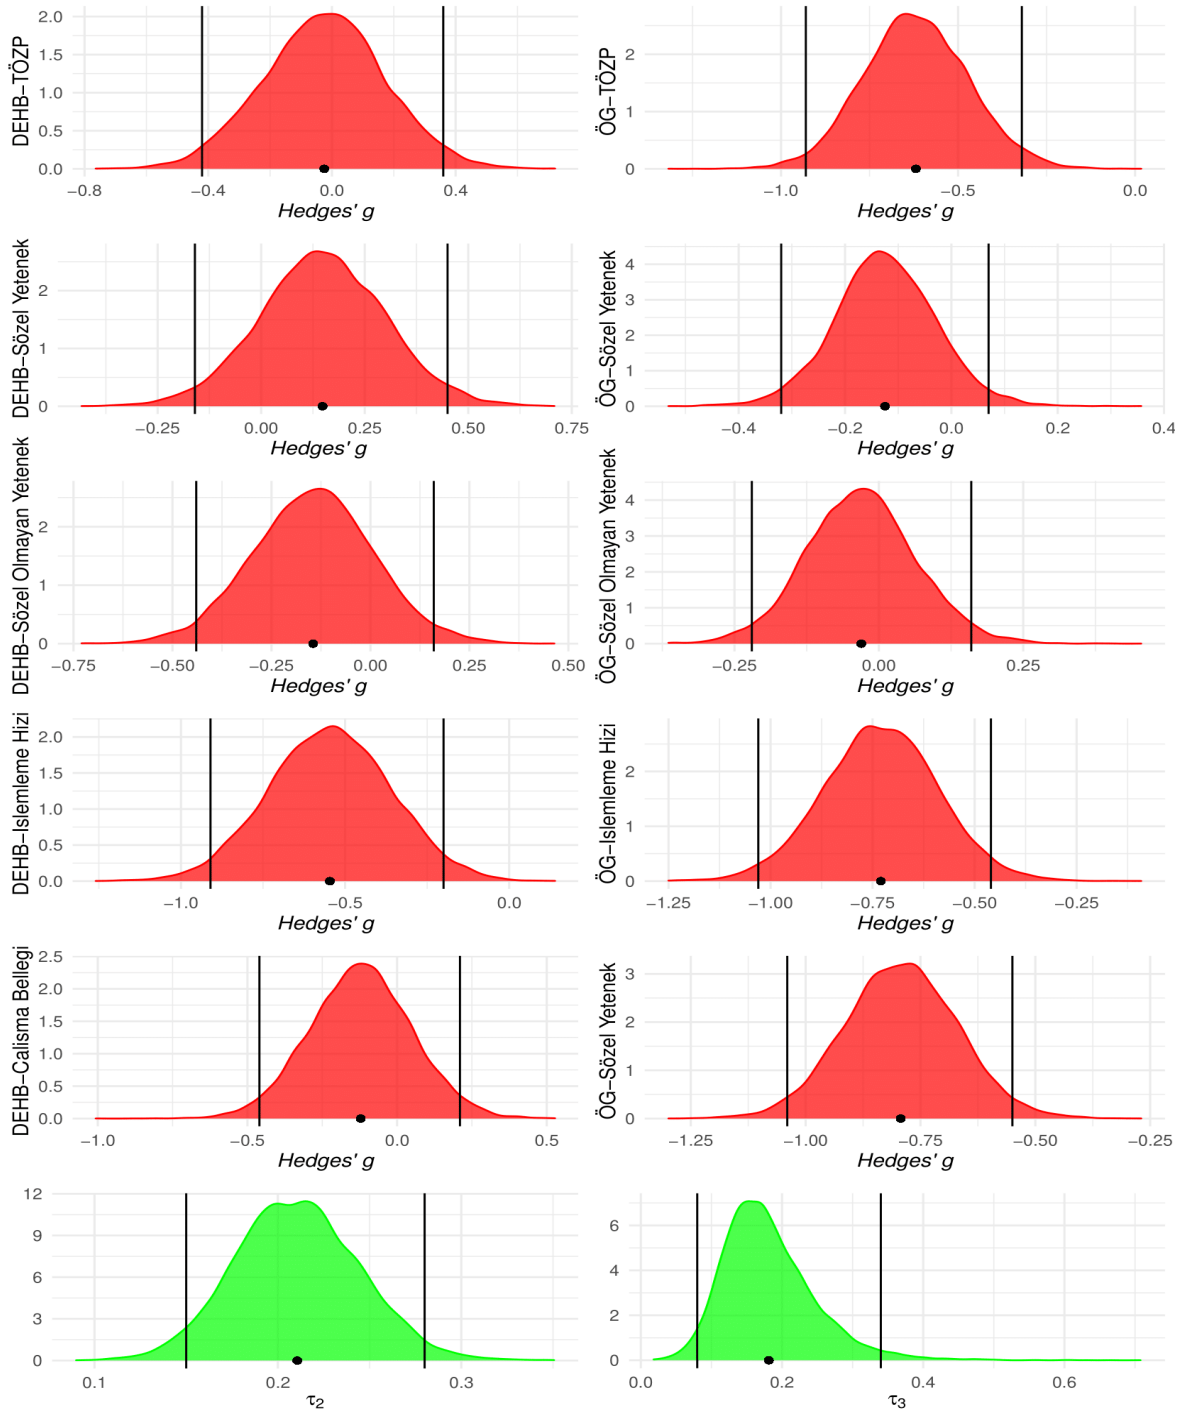 DEHB−TÖZP
2.0
1.5
1.0
0.5
0.0
−0.8 −0.4 0.0 0.4
Hedges' g
ÖG−TÖZP
2
1
0
−1.0 −0.5 0.0
Hedges' g
DEHB−Sözel Yetenek
2
1
0
−0.25 0.00 0.25 0.50 0.75
Hedges' g
ÖG−Sözel Yetenek
4
3
2
1
0
−0.4 −0.2 0.0 0.2 0.4
Hedges' g
DEHB−Sözel Olmayan Yetenek
2
1
0
−0.75 −0.50 −0.25 0.00 0.25 0.50
Hedges' g
ÖG−Sözel Olmayan Yetenek
4
3
2
1
0
−0.25 0.00 0.25
Hedges' g
DEHB−Islemleme Hizi
2.0
1.5
1.0
0.5
0.0
−1.0 −0.5 0.0
Hedges' g
ÖG−Islemleme Hizi
2
1
0
−1.25 −1.00 −0.75 −0.50 −0.25
Hedges' g
DEHB−Calisma Bellegi
2.5
2.0
1.5
1.0
0.5
0.0
−1.0 −0.5 0.0 0.5
Hedges' g
ÖG−Sözel Yetenek
3
2
1
0
−1.25 −1.00 −0.75 −0.50 −0.25
Hedges' g
12
9
6
3
0
0.1 0.2 0.3
τ2
6
4
2
0
0.0 0.2 0.4 0.6
τ3